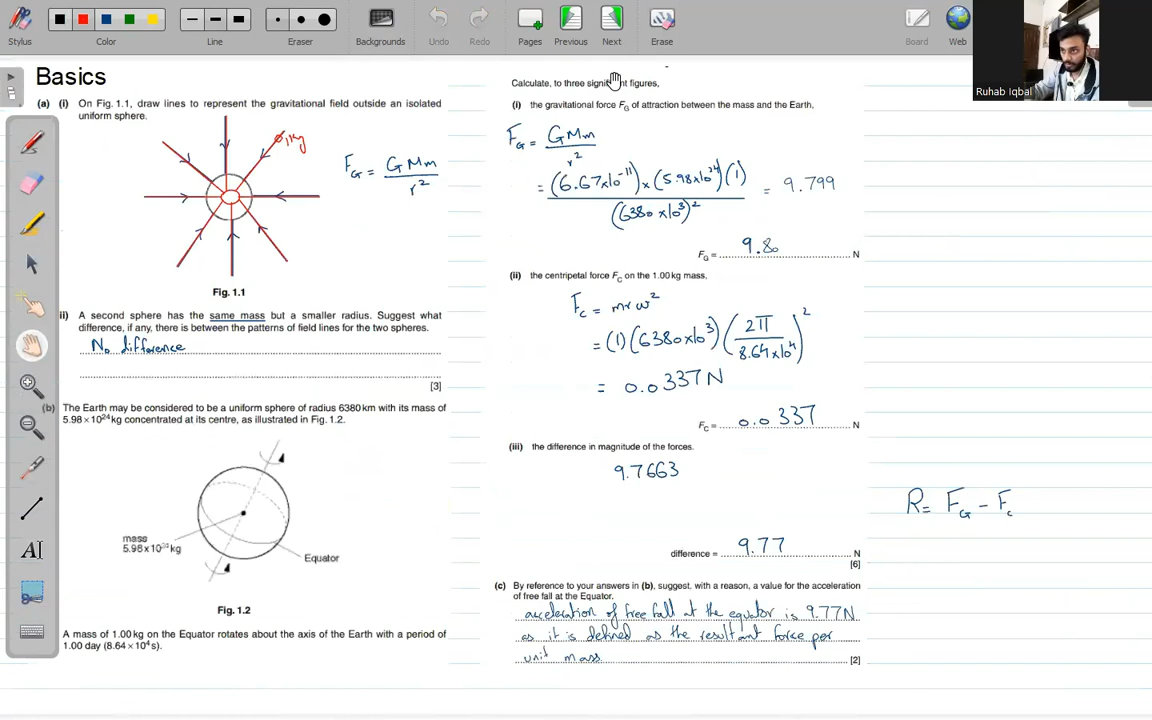 Stylus
Color
Line
Eraser
Backgrounds
Undo
Redo
Pages
Previous
Next
Erase
Board
Web
Ruhab Iqbal
Basics
(a) (i) On Fig. 1.1, draw lines to represent the gravitational field outside an isolated
uniform sphere.
F_G = GMm / r²
Fig. 1.1
ii) A second sphere has the same mass but a smaller radius. Suggest what
difference, if any, there is between the patterns of field lines for the two spheres.
No difference
[3]
(b) The Earth may be considered to be a uniform sphere of radius 6380 km with its mass of
5.98 × 10²⁴ kg concentrated at its centre, as illustrated in Fig. 1.2.
mass
5.98×10²⁴ kg
Equator
Fig. 1.2
A mass of 1.00 kg on the Equator rotates about the axis of the Earth with a period of
1.00 day (8.64 × 10⁴ s).
Calculate, to three significant figures,
(i) the gravitational force F_G of attraction between the mass and the Earth,
F_G = GMm / r²
= (6.67×10⁻¹¹) × (5.98×10²⁴)(1) / (6380 ×10³)² = 9.799
F_G = 9.80 N
(ii) the centripetal force F_C on the 1.00 kg mass,
F_c = mrω²
= (1)(6380×10³)(2π / 8.64×10⁴)²
= 0.0337 N
F_C = 0.0337 N
(iii) the difference in magnitude of the forces.
9.7663
difference = 9.77 N
[6]
R = F_G − F_c
(c) By reference to your answers in (b), suggest, with a reason, a value for the acceleration
of free fall at the Equator.
acceleration of free fall at the equator is 9.77N
as it is defined as the resultant force per
unit mass
[2]